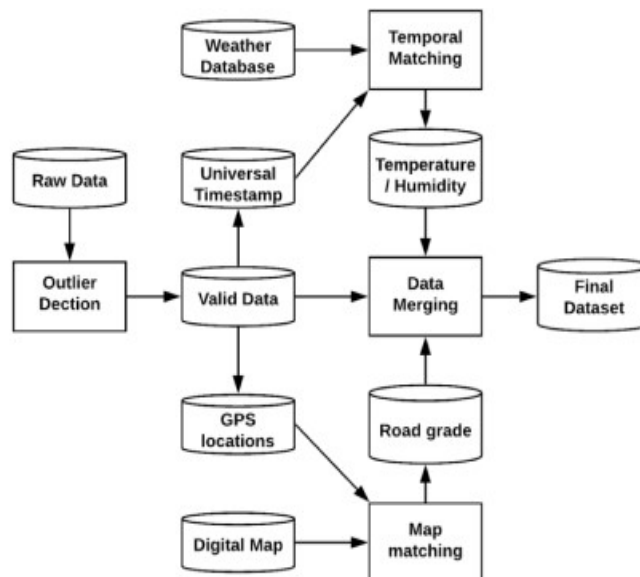 Weather
Database
Temporal
Matching
Raw Data
Universal
Timestamp
Temperature
/ Humidity
Outlier
Dection
Valid Data
Data
Merging
Final
Dataset
GPS
locations
Road grade
Digital Map
Map
matching